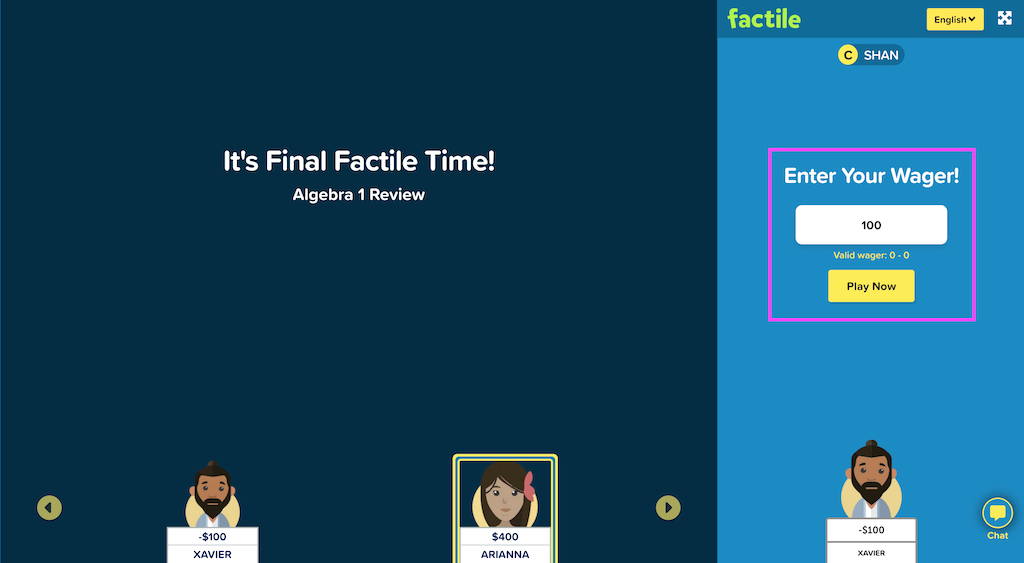 It's Final Factile Time!
Algebra 1 Review
-$100
XAVIER
$400
ARIANNA
factile
English
C SHAN
Enter Your Wager!
100
Valid wager: 0 - 0
Play Now
-$100
XAVIER
Chat